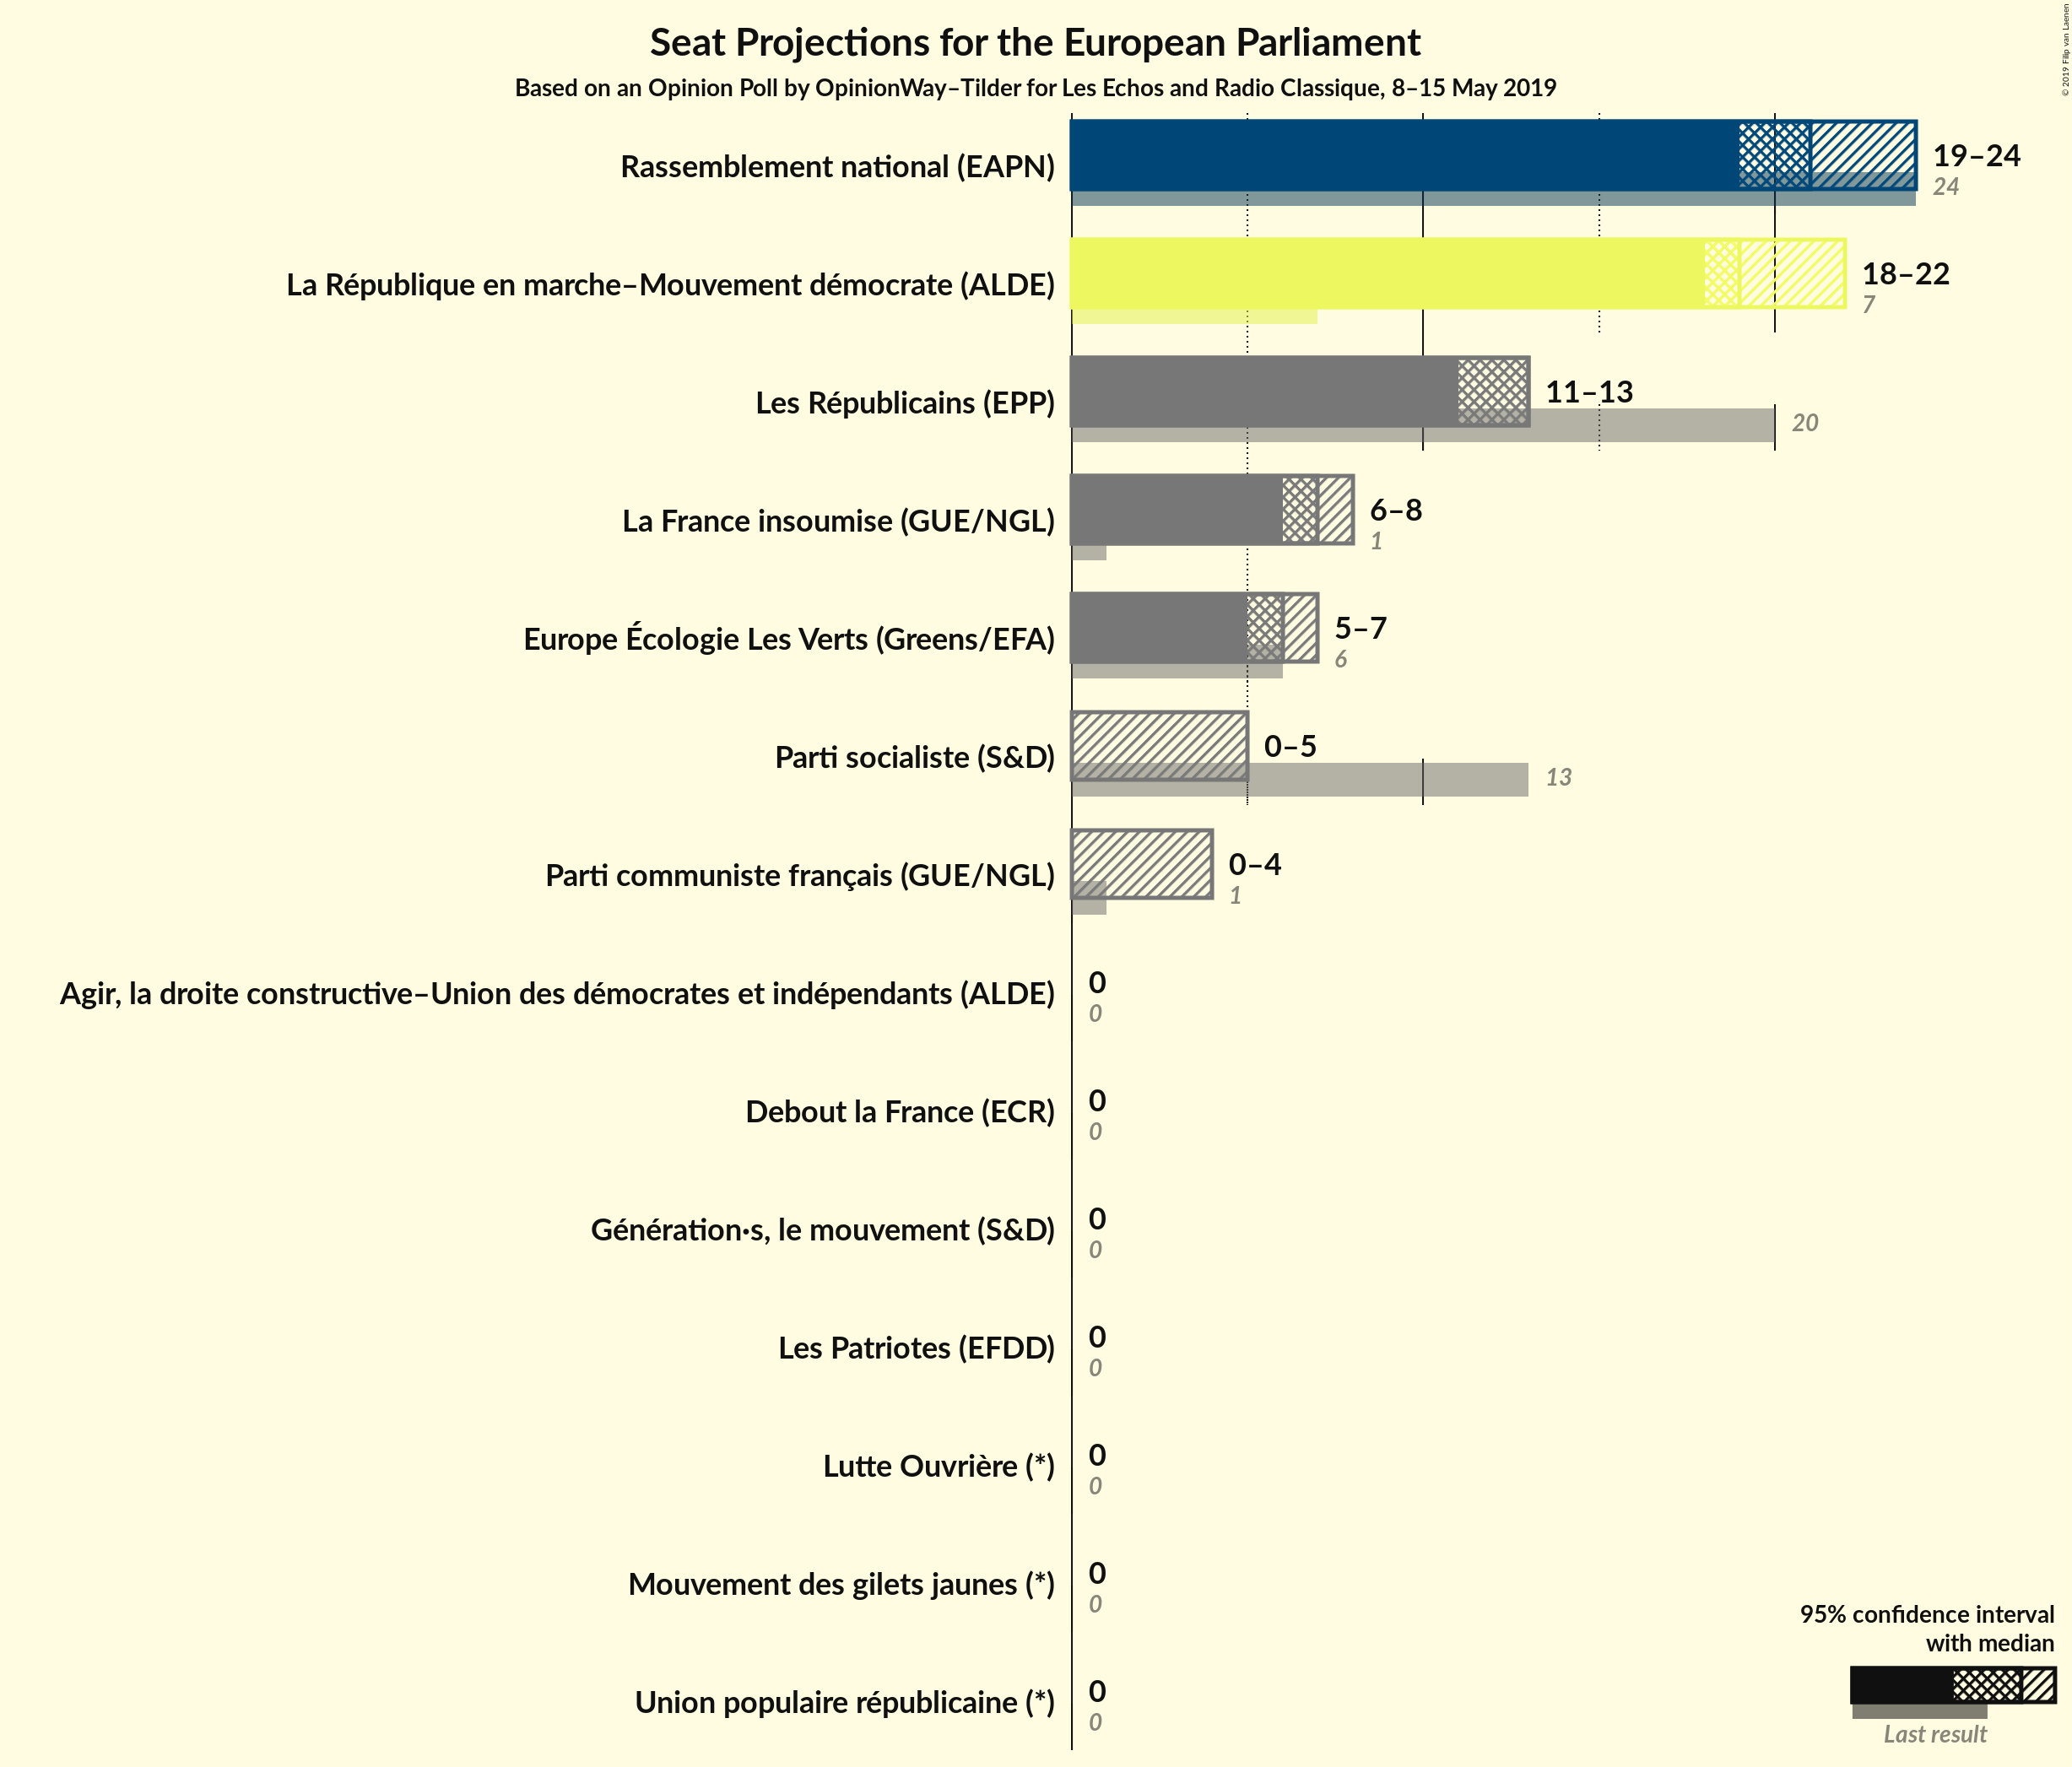 Seat Projections for the European Parliament
Based on an Opinion Poll by OpinionWay–Tilder for Les Echos and Radio Classique, 8–15 May 2019
© 2019 Filip van Laenen
Rassemblement national (EAPN)
19–24
24
La République en marche–Mouvement démocrate (ALDE)
18–22
7
Les Républicains (EPP)
11–13
20
La France insoumise (GUE/NGL)
6–8
1
Europe Écologie Les Verts (Greens/EFA)
5–7
6
Parti socialiste (S&D)
0–5
13
Parti communiste français (GUE/NGL)
0–4
1
Agir, la droite constructive–Union des démocrates et indépendants (ALDE)
0
0
Debout la France (ECR)
0
0
Génération·s, le mouvement (S&D)
0
0
Les Patriotes (EFDD)
0
0
Lutte Ouvrière (*)
0
0
Mouvement des gilets jaunes (*)
0
0
Union populaire républicaine (*)
0
0
95% confidence interval
with median
Last result